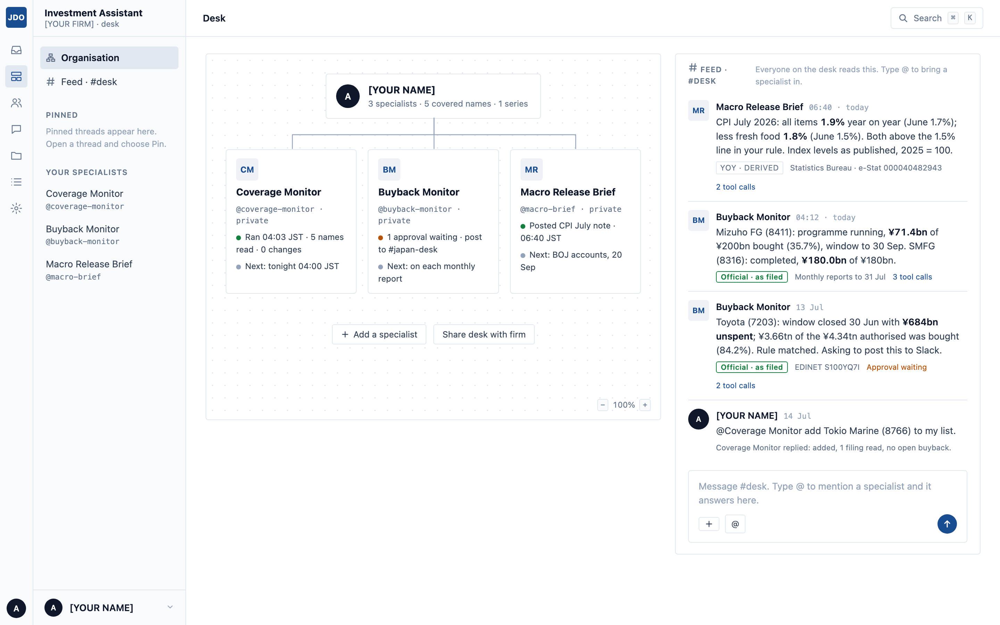 JDO
Investment Assistant
[YOUR FIRM] · desk
Organisation
Feed · #desk
PINNED
Pinned threads appear here.
Open a thread and choose Pin.
YOUR SPECIALISTS
Coverage Monitor
@coverage-monitor
Buyback Monitor
@buyback-monitor
Macro Release Brief
@macro-brief
A
A
[YOUR NAME]
Desk
Search ⌘ K
A
[YOUR NAME]
3 specialists · 5 covered names · 1 series
CM
Coverage Monitor
@coverage-monitor ·
private
Ran 04:03 JST · 5 names
read · 0 changes
Next: tonight 04:00 JST
BM
Buyback Monitor
@buyback-monitor ·
private
1 approval waiting · post
to #japan-desk
Next: on each monthly
report
MR
Macro Release Brief
@macro-brief · private
Posted CPI July note ·
06:40 JST
Next: BOJ accounts, 20
Sep
+ Add a specialist
Share desk with firm
− 100% +
# FEED ·
#DESK
Everyone on the desk reads this. Type @ to bring a
specialist in.
MR
Macro Release Brief 06:40 · today
CPI July 2026: all items 1.9% year on year (June 1.7%);
less fresh food 1.8% (June 1.5%). Both above the 1.5%
line in your rule. Index levels as published, 2025 = 100.
YOY · DERIVED Statistics Bureau · e-Stat 000040482943
2 tool calls
BM
Buyback Monitor 04:12 · today
Mizuho FG (8411): programme running, ¥71.4bn of
¥200bn bought (35.7%), window to 30 Sep. SMFG
(8316): completed, ¥180.0bn of ¥180bn.
Official · as filed Monthly reports to 31 Jul 3 tool calls
BM
Buyback Monitor 13 Jul
Toyota (7203): window closed 30 Jun with ¥684bn
unspent; ¥3.66tn of the ¥4.34tn authorised was bought
(84.2%). Rule matched. Asking to post this to Slack.
Official · as filed EDINET S100YQ7I Approval waiting
2 tool calls
A
[YOUR NAME] 14 Jul
@Coverage Monitor add Tokio Marine (8766) to my list.
Coverage Monitor replied: added, 1 filing read, no open buyback.
Message #desk. Type @ to mention a specialist and it
answers here.
+ @